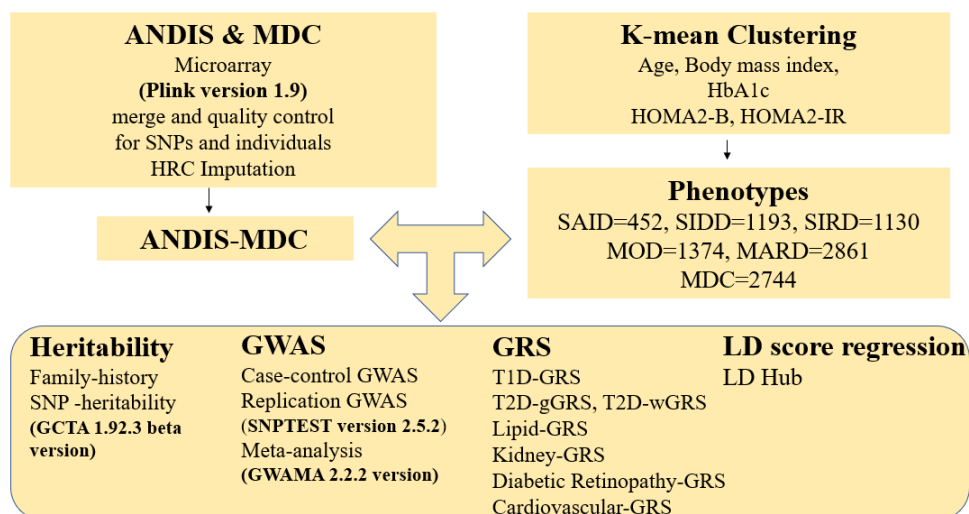 ANDIS & MDC
Microarray
(Plink version 1.9)
merge and quality control
for SNPs and individuals
HRC Imputation
ANDIS-MDC
K-mean Clustering
Age, Body mass index,
HbA1c
HOMA2-B, HOMA2-IR
Phenotypes
SAID=452, SIDD=1193, SIRD=1130
MOD=1374, MARD=2861
MDC=2744
Heritability
Family-history
SNP -heritability
(GCTA 1.92.3 beta
version)
GWAS
Case-control GWAS
Replication GWAS
(SNPTEST version 2.5.2)
Meta-analysis
(GWAMA 2.2.2 version)
GRS
T1D-GRS
T2D-gGRS, T2D-wGRS
Lipid-GRS
Kidney-GRS
Diabetic Retinopathy-GRS
Cardiovascular-GRS
LD score regression
LD Hub